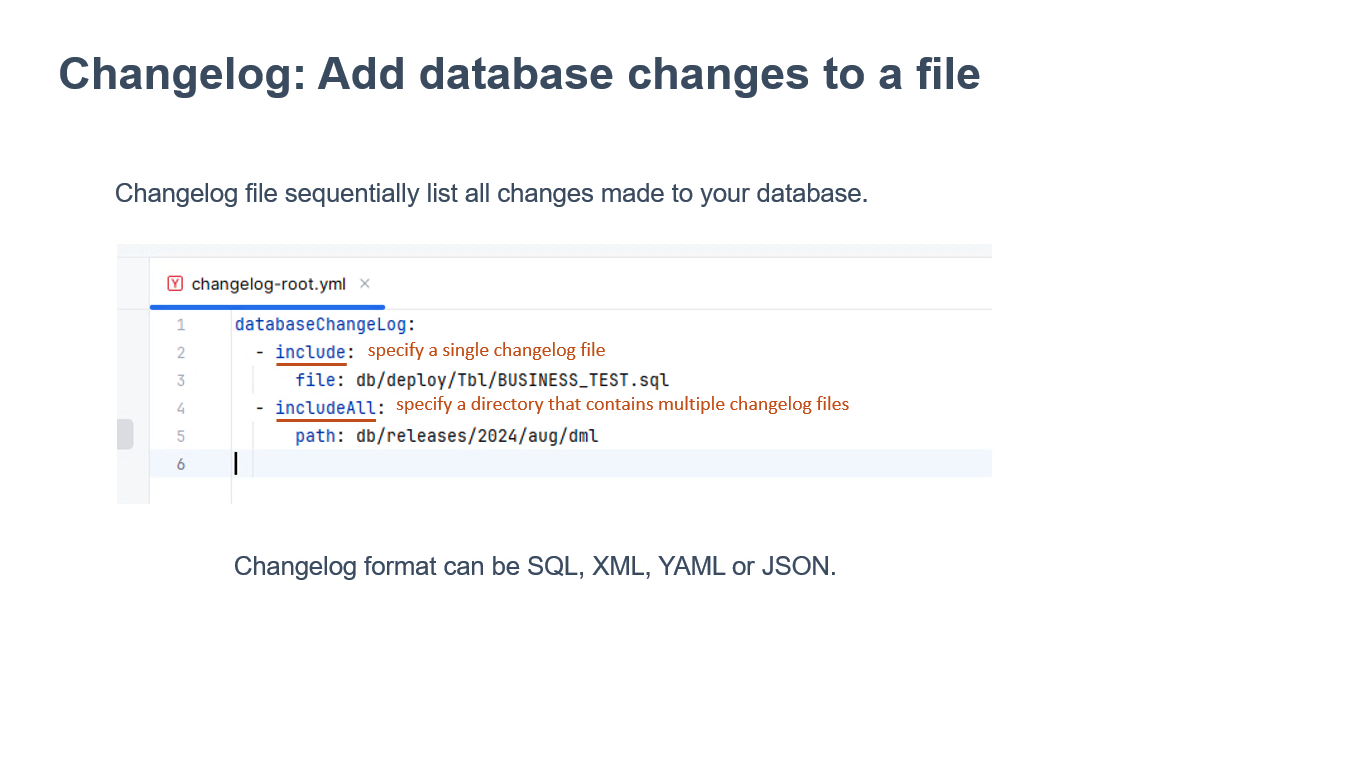 Changelog: Add database changes to a file
Changelog file sequentially list all changes made to your database.
Y changelog-root.yml ×
1 databaseChangeLog:
2 - include: specify a single changelog file
3 file: db/deploy/Tbl/BUSINESS_TEST.sql
4 - includeAll: specify a directory that contains multiple changelog files
5 path: db/releases/2024/aug/dml
6
Changelog format can be SQL, XML, YAML or JSON.